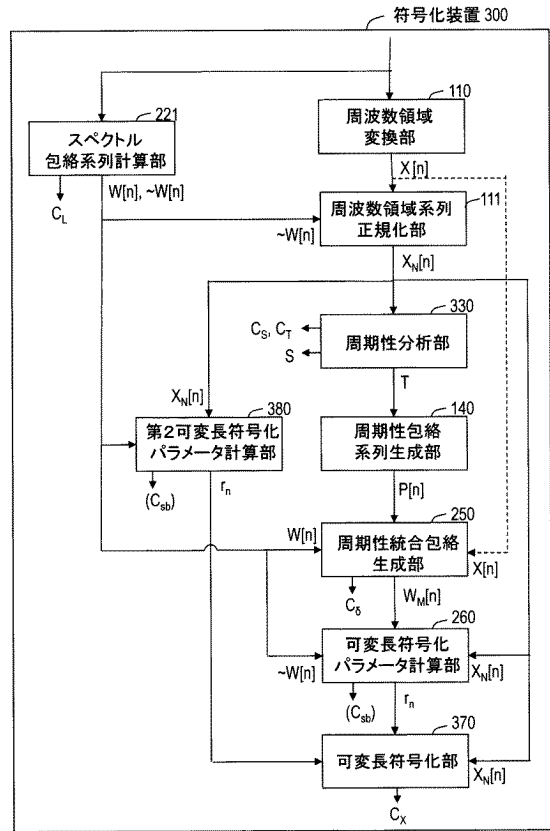 符号化装置300
110
周波数領域
変換部
221
スペクトル
包絡系列計算部
X[n]
W[n], ~W[n]
C_L
111
周波数領域系列
正規化部
~W[n]
X_N[n]
330
周期性分析部
C_S, C_T
S
T
X_N[n]
380
第2可変長符号化
パラメータ計算部
(C_sb)
r_n
140
周期性包絡
系列生成部
P[n]
250
周期性統合包絡
生成部
W[n]
X[n]
C_δ
W_M[n]
260
可変長符号化
パラメータ計算部
~W[n]
X_N[n]
(C_sb)
r_n
370
可変長符号化部
X_N[n]
C_X